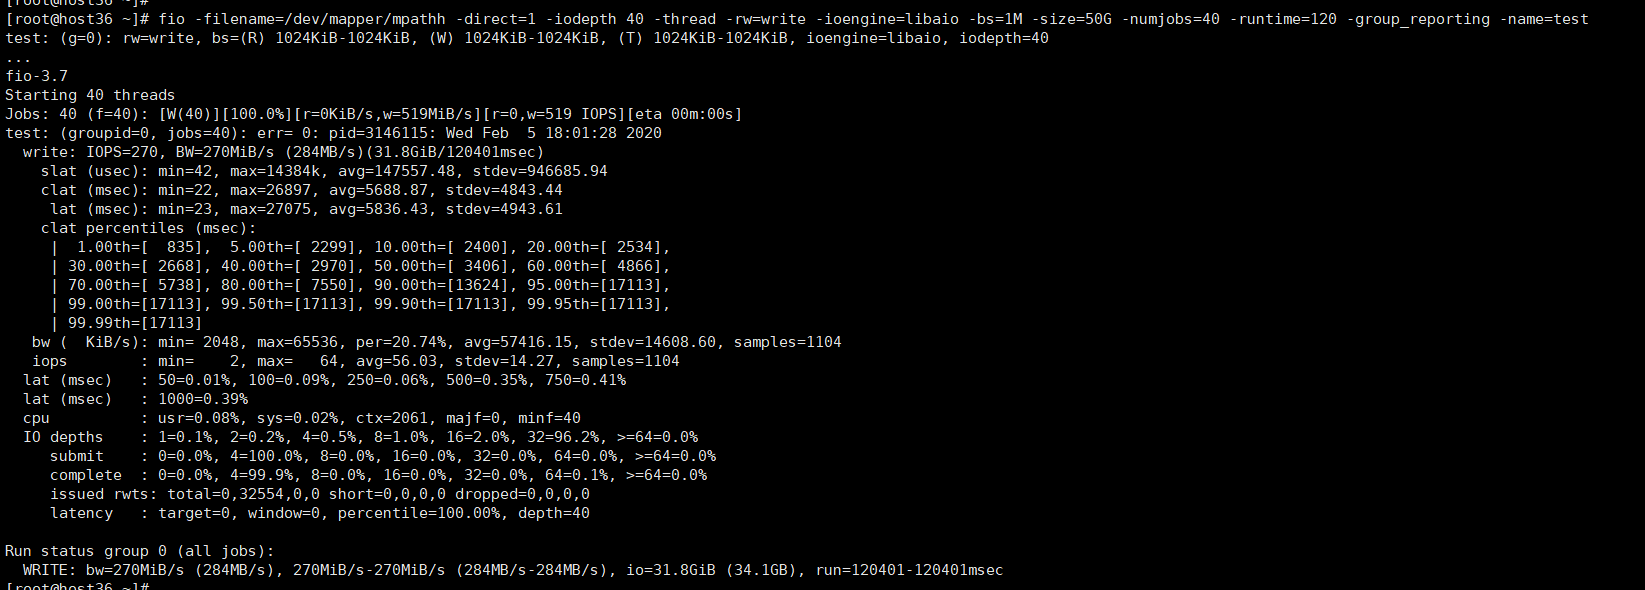 [root@host36 ~]#
[root@host36 ~]# fio -filename=/dev/mapper/mpathh -direct=1 -iodepth 40 -thread -rw=write -ioengine=libaio -bs=1M -size=50G -numjobs=40 -runtime=120 -group_reporting -name=test
test: (g=0): rw=write, bs=(R) 1024KiB-1024KiB, (W) 1024KiB-1024KiB, (T) 1024KiB-1024KiB, ioengine=libaio, iodepth=40
...
fio-3.7
Starting 40 threads
Jobs: 40 (f=40): [W(40)][100.0%][r=0KiB/s,w=519MiB/s][r=0,w=519 IOPS][eta 00m:00s]
test: (groupid=0, jobs=40): err= 0: pid=3146115: Wed Feb  5 18:01:28 2020
  write: IOPS=270, BW=270MiB/s (284MB/s)(31.8GiB/120401msec)
    slat (usec): min=42, max=14384k, avg=147557.48, stdev=946685.94
    clat (msec): min=22, max=26897, avg=5688.87, stdev=4843.44
     lat (msec): min=23, max=27075, avg=5836.43, stdev=4943.61
    clat percentiles (msec):
     |  1.00th=[  835],  5.00th=[ 2299], 10.00th=[ 2400], 20.00th=[ 2534],
     | 30.00th=[ 2668], 40.00th=[ 2970], 50.00th=[ 3406], 60.00th=[ 4866],
     | 70.00th=[ 5738], 80.00th=[ 7550], 90.00th=[13624], 95.00th=[17113],
     | 99.00th=[17113], 99.50th=[17113], 99.90th=[17113], 99.95th=[17113],
     | 99.99th=[17113]
   bw (  KiB/s): min= 2048, max=65536, per=20.74%, avg=57416.15, stdev=14608.60, samples=1104
   iops        : min=    2, max=   64, avg=56.03, stdev=14.27, samples=1104
  lat (msec)   : 50=0.01%, 100=0.09%, 250=0.06%, 500=0.35%, 750=0.41%
  lat (msec)   : 1000=0.39%
  cpu          : usr=0.08%, sys=0.02%, ctx=2061, majf=0, minf=40
  IO depths    : 1=0.1%, 2=0.2%, 4=0.5%, 8=1.0%, 16=2.0%, 32=96.2%, >=64=0.0%
     submit    : 0=0.0%, 4=100.0%, 8=0.0%, 16=0.0%, 32=0.0%, 64=0.0%, >=64=0.0%
     complete  : 0=0.0%, 4=99.9%, 8=0.0%, 16=0.0%, 32=0.0%, 64=0.1%, >=64=0.0%
     issued rwts: total=0,32554,0,0 short=0,0,0,0 dropped=0,0,0,0
     latency   : target=0, window=0, percentile=100.00%, depth=40
Run status group 0 (all jobs):
  WRITE: bw=270MiB/s (284MB/s), 270MiB/s-270MiB/s (284MB/s-284MB/s), io=31.8GiB (34.1GB), run=120401-120401msec
[root@host36 ~]#